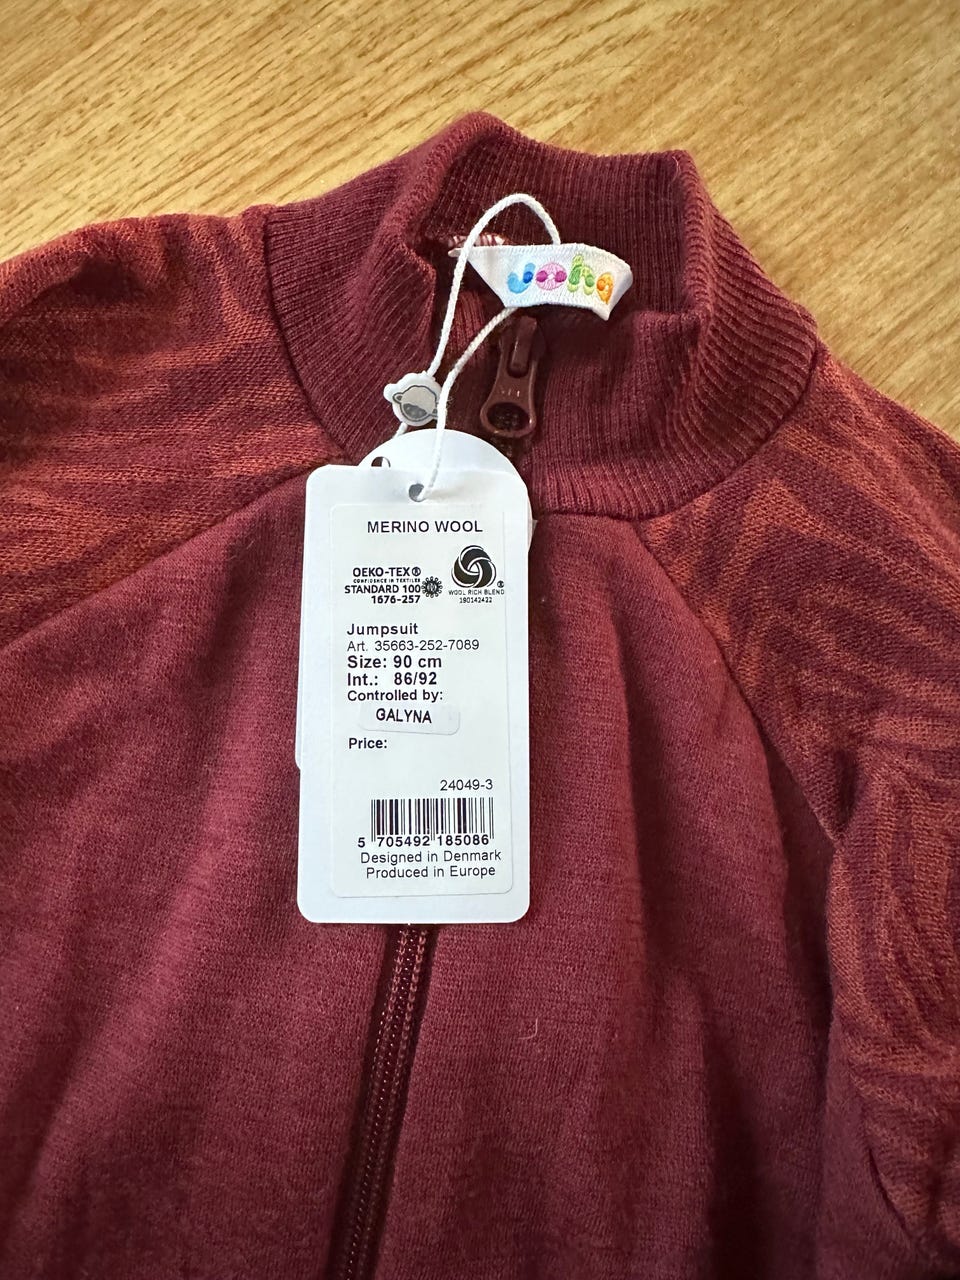 Joha
MERINO WOOL
OEKO-TEX®
CONFIDENCE IN TEXTILES
STANDARD 100
1676-257
WOOL RICH BLEND
190142422
®
Jumpsuit
Art. 35663-252-7089
Size: 90 cm
Int.: 86/92
Controlled by:
GALYNA
Price:
24049-3
5 705492 185086
Designed in Denmark
Produced in Europe